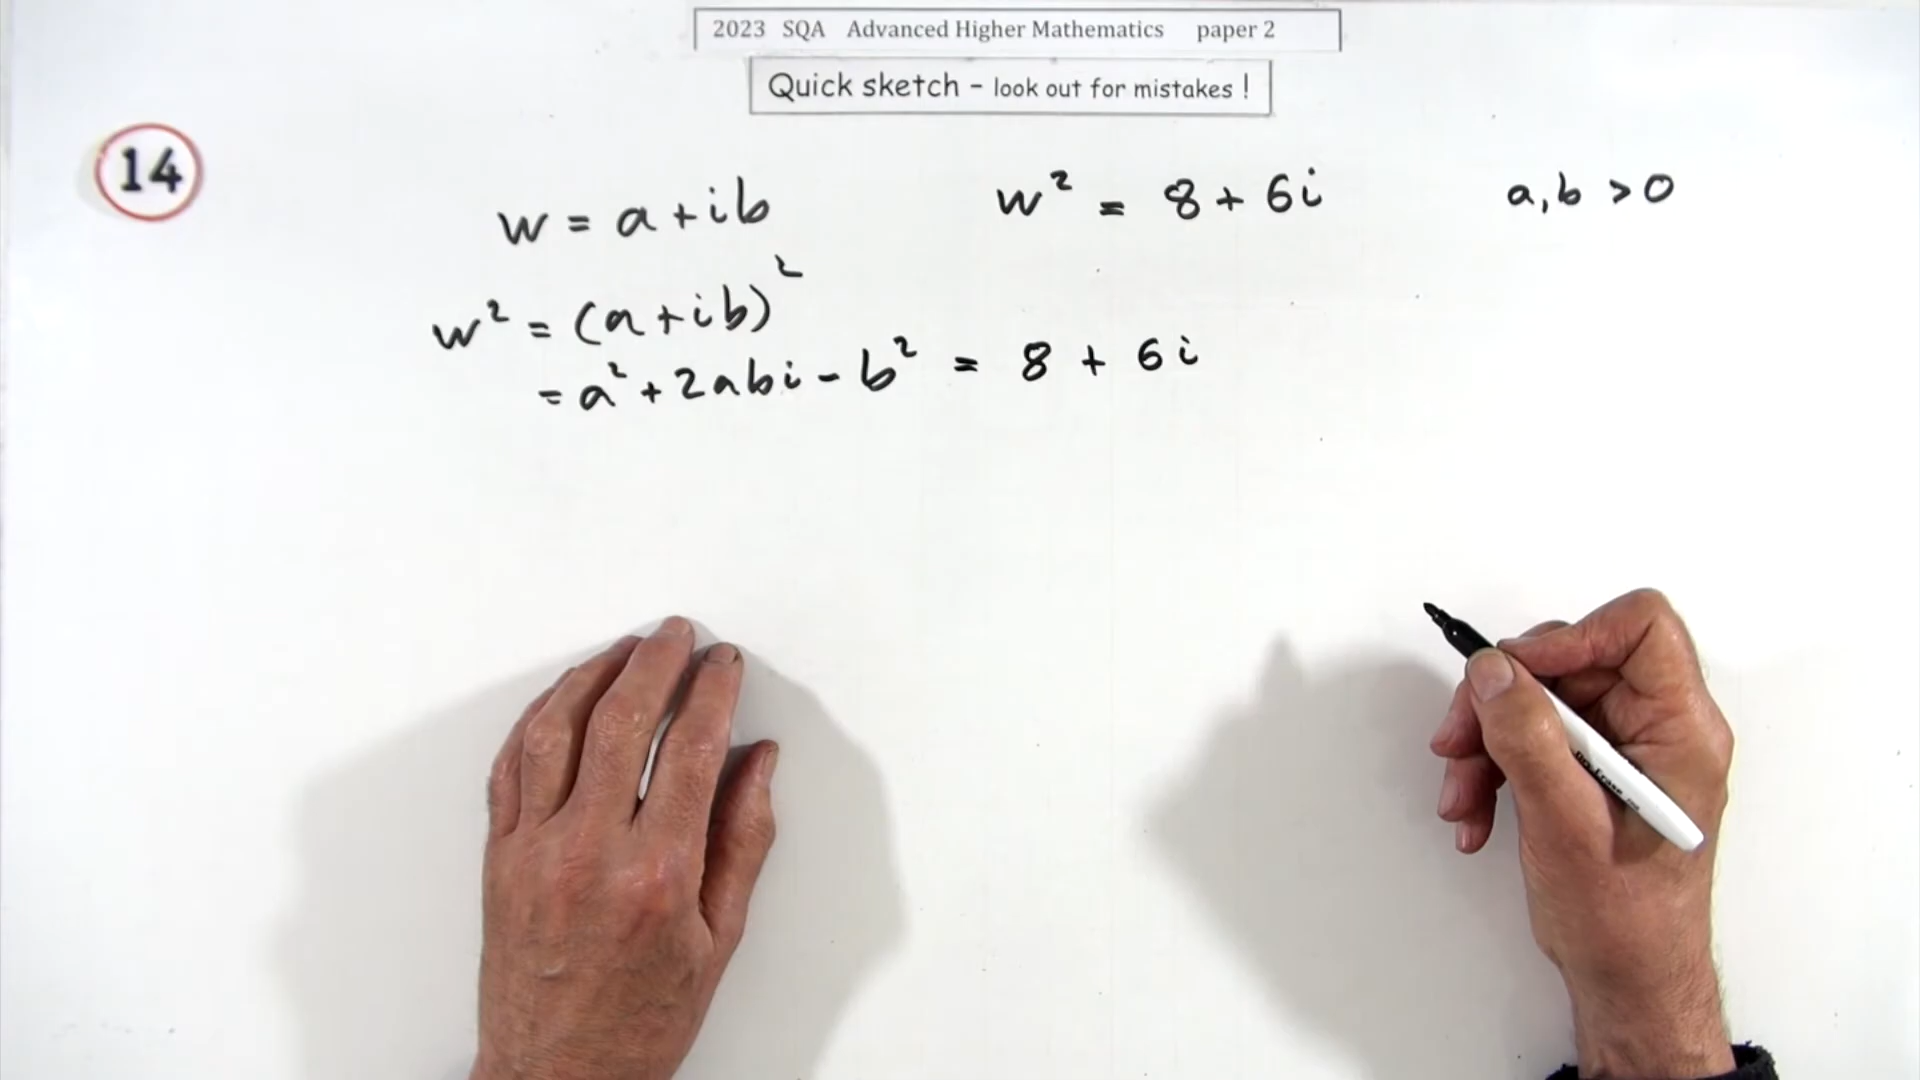 2023 SQA Advanced Higher Mathematics paper 2
Quick sketch – look out for mistakes !
14
w = a + ib w² = 8 + 6i a, b > 0
w² = (a + ib)²
= a² + 2abi - b² = 8 + 6i